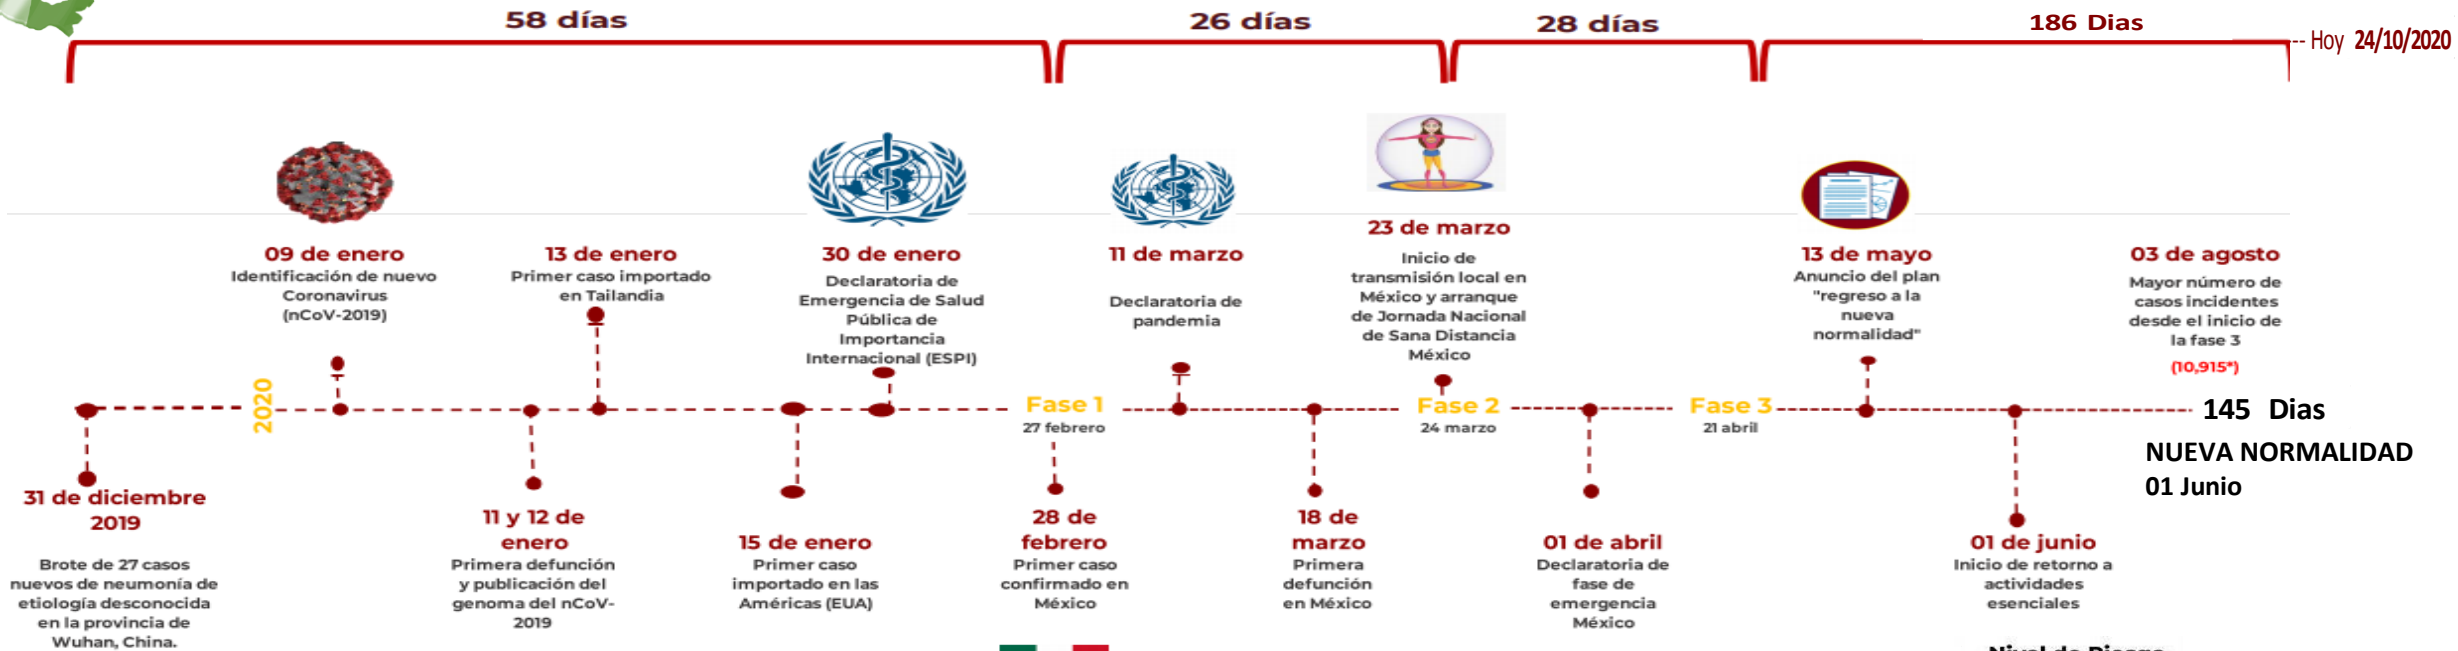 58 días
26 días
28 días
186 Dias
-- Hoy 24/10/2020
09 de enero
Identificación de nuevo
Coronavirus
(nCoV-2019)
13 de enero
Primer caso importado
en Tailandia
30 de enero
Declaratoria de
Emergencia de Salud
Pública de
Importancia
Internacional (ESPI)
11 de marzo
Declaratoria de
pandemia
23 de marzo
Inicio de
transmisión local en
México y arranque
de Jornada Nacional
de Sana Distancia
México
13 de mayo
Anuncio del plan
"regreso a la
nueva
normalidad"
03 de agosto
Mayor número de
casos incidentes
desde el inicio de
la fase 3
(10,915*)
2020
Fase 1
27 febrero
Fase 2
24 marzo
Fase 3
21 abril
145 Dias
NUEVA NORMALIDAD
01 Junio
31 de diciembre
2019
Brote de 27 casos
nuevos de neumonía de
etiología desconocida
en la provincia de
Wuhan, China.
11 y 12 de
enero
Primera defunción
y publicación del
genoma del nCoV-
2019
15 de enero
Primer caso
importado en las
Américas (EUA)
28 de
febrero
Primer caso
confirmado en
México
18 de
marzo
Primera
defunción
en México
01 de abril
Declaratoria de
fase de
emergencia
México
01 de junio
Inicio de retorno a
actividades
esenciales